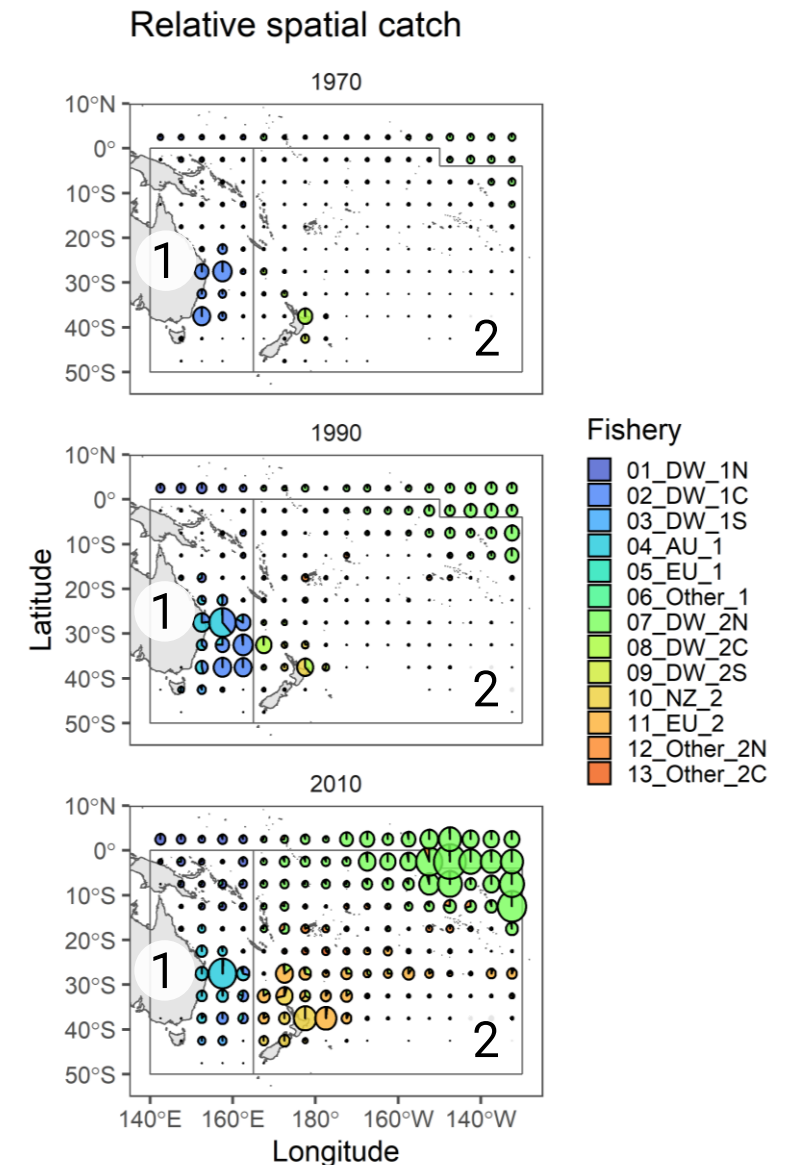 Relative spatial catch
1970
10°N
0°
10°S
20°S
30°S
40°S
50°S
1
2
1990
10°N
0°
10°S
20°S
30°S
40°S
50°S
1
2
Latitude
Fishery
01_DW_1N
02_DW_1C
03_DW_1S
04_AU_1
05_EU_1
06_Other_1
07_DW_2N
08_DW_2C
09_DW_2S
10_NZ_2
11_EU_2
12_Other_2N
13_Other_2C
2010
10°N
0°
10°S
20°S
30°S
40°S
50°S
1
2
140°E 160°E 180° 160°W 140°W
Longitude